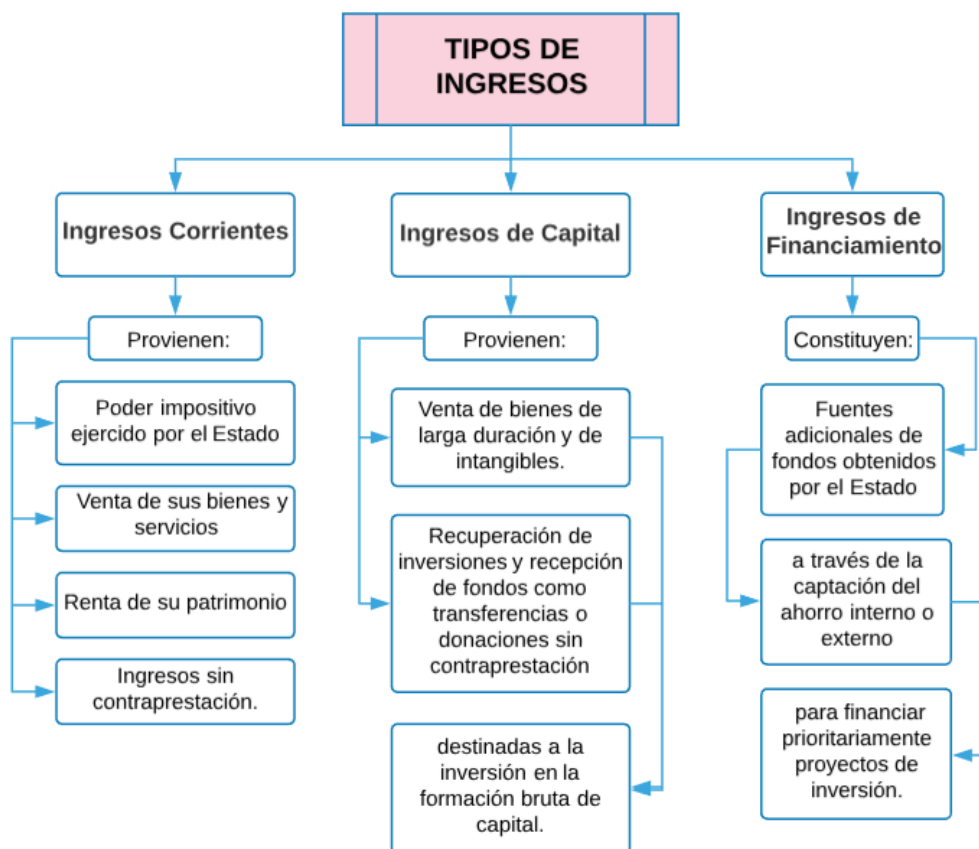 TIPOS DE
INGRESOS
Ingresos Corrientes
Provienen:
Poder impositivo
ejercido por el Estado
Venta de sus bienes y
servicios
Renta de su patrimonio
Ingresos sin
contraprestación.
Ingresos de Capital
Provienen:
Venta de bienes de
larga duración y de
intangibles.
Recuperación de
inversiones y recepción
de fondos como
transferencias o
donaciones sin
contraprestación
destinadas a la
inversión en la
formación bruta de
capital.
Ingresos de
Financiamiento
Constituyen:
Fuentes
adicionales de
fondos obtenidos
por el Estado
a través de la
captación del
ahorro interno o
externo
para financiar
prioritariamente
proyectos de
inversión.